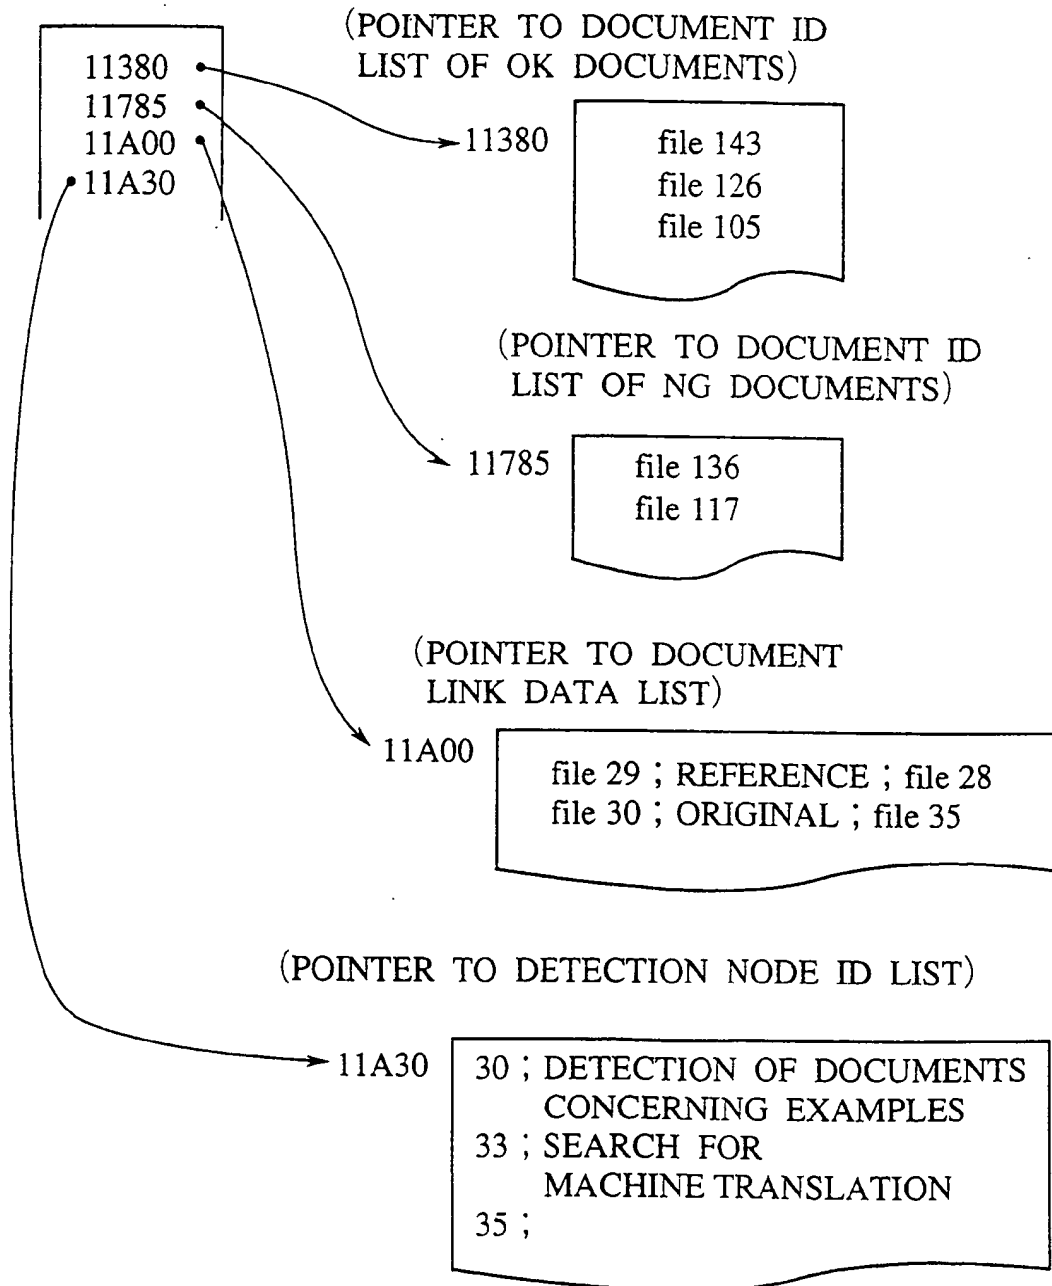 11380
11785
11A00
11A30
(POINTER TO DOCUMENT ID
LIST OF OK DOCUMENTS)
11380
file 143
file 126
file 105
(POINTER TO DOCUMENT ID
LIST OF NG DOCUMENTS)
11785
file 136
file 117
(POINTER TO DOCUMENT
LINK DATA LIST)
11A00
file 29 ; REFERENCE ; file 28
file 30 ; ORIGINAL ; file 35
(POINTER TO DETECTION NODE ID LIST)
11A30
30 ; DETECTION OF DOCUMENTS
CONCERNING EXAMPLES
33 ; SEARCH FOR
MACHINE TRANSLATION
35 ;